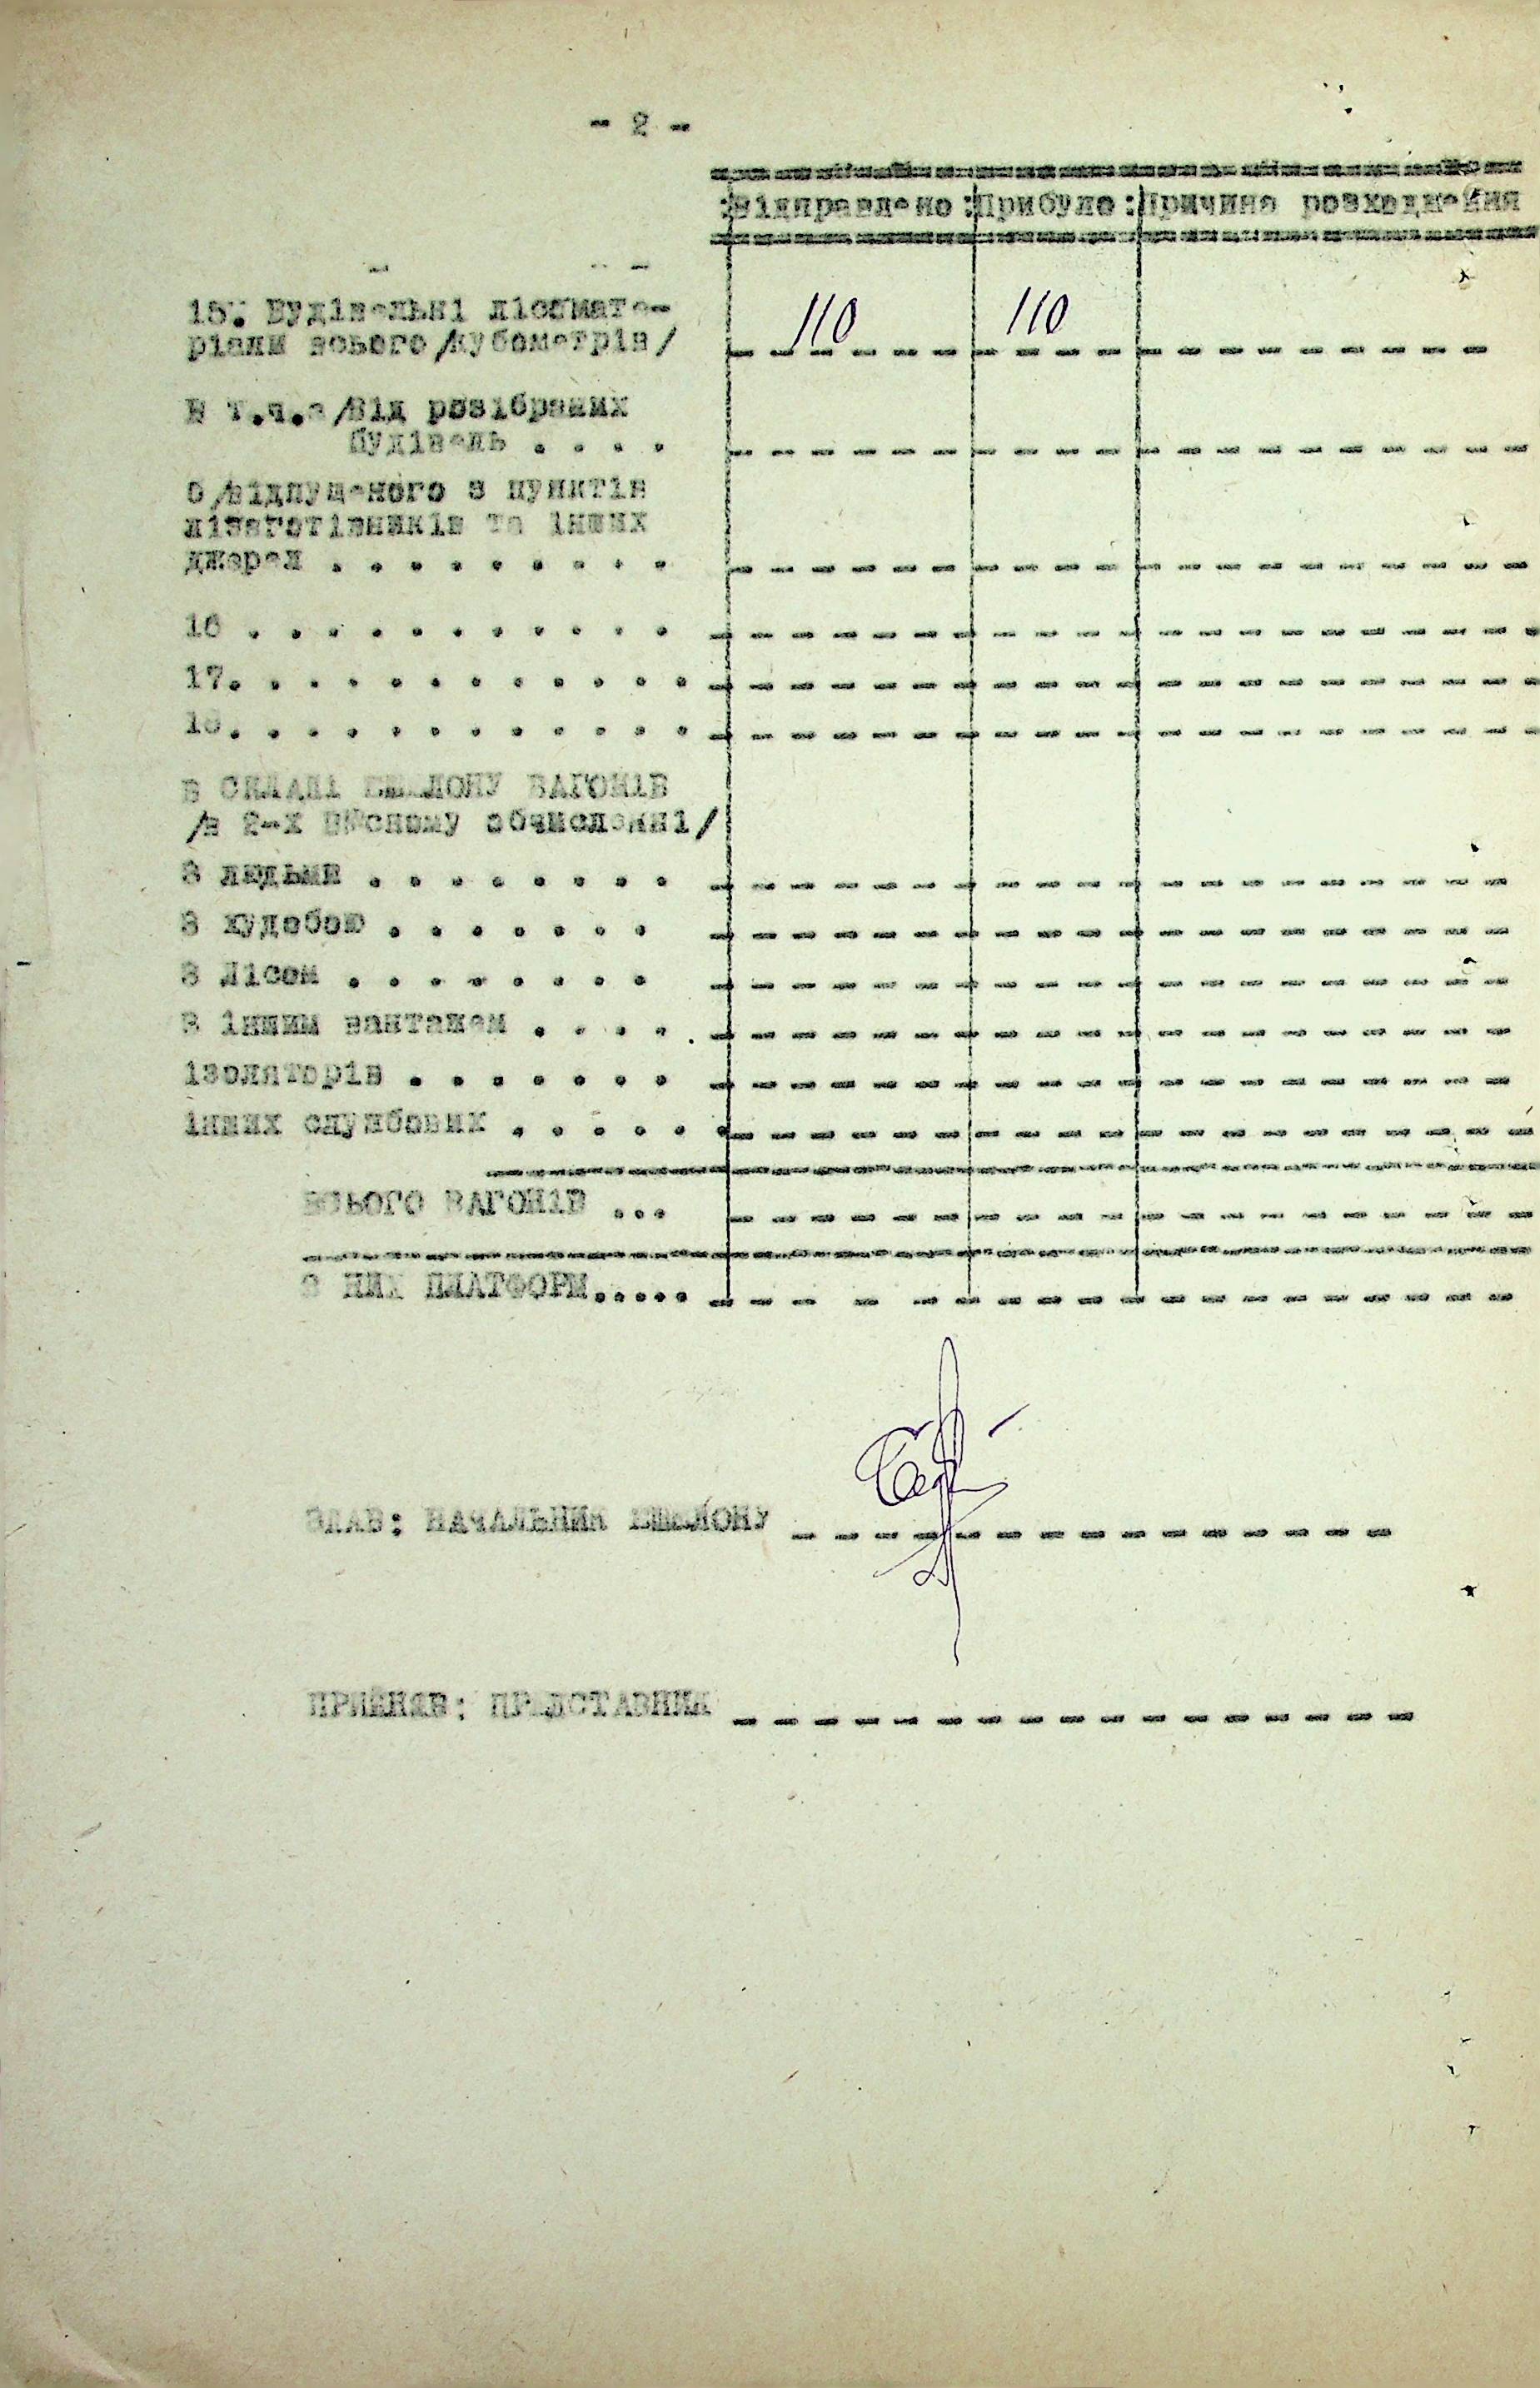 - 2 -
:Відправлено :Прибуло :Причина розходження
15. Будівельні лісомате-
ріали всього /кубометрів/ 110 110
В т.ч.а/Від розібраних
будівель . . . .
б/відпущеного з пунктів
лізаготівників та інших
джерел . . . . . . . . .
16 . . . . . . . . . . .
17. . . . . . . . . . . .
18. . . . . . . . . . . .
В СКЛАДІ ЕШЕЛОНУ ВАГОНІВ
/в 2-х вісному обчисленні/
З людьми . . . . . . . .
З худобою . . . . . . .
З лісом . . . . . . . .
З іншим вантажем . . . .
ізоляторів . . . . . . .
інших службових . . . . . .
ВСЬОГО ВАГОНІВ ...
З НИХ ПЛАТФОРМ.....
ЗДАВ: НАЧАЛЬНИК ЕШЕЛОНУ
ПРИЙНЯВ: ПРЕДСТАВНИК